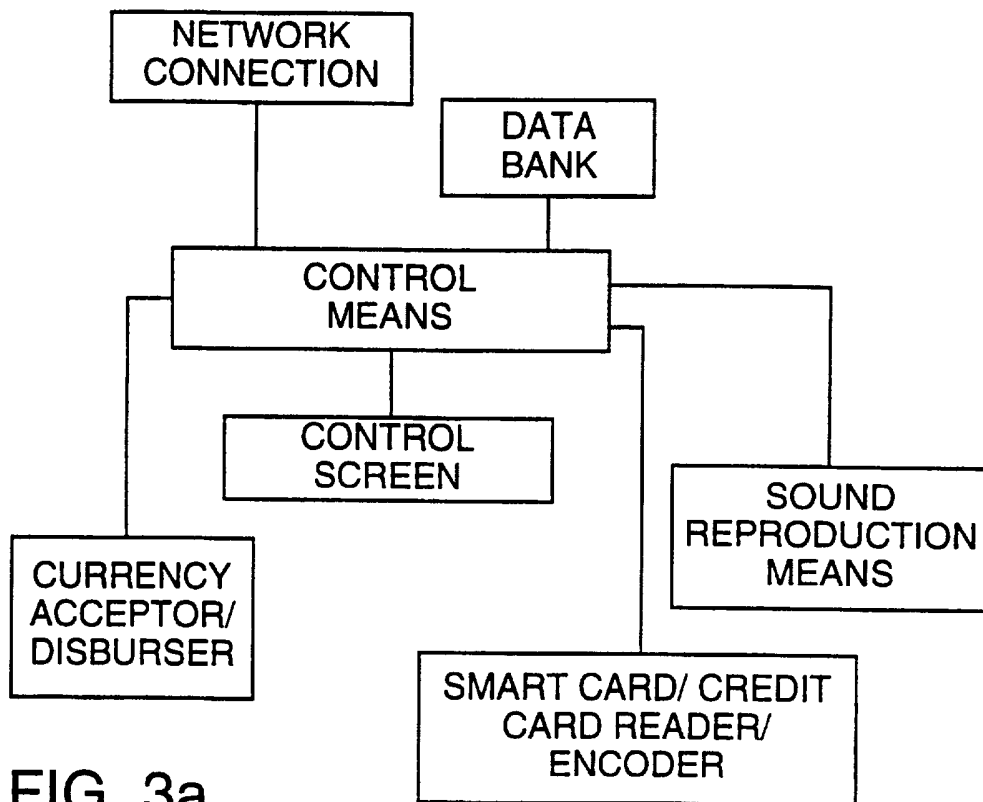 NETWORK
CONNECTION
DATA
BANK
CONTROL
MEANS
CONTROL
SCREEN
SOUND
REPRODUCTION
MEANS
CURRENCY
ACCEPTOR/
DISBURSER
SMART CARD/ CREDIT
CARD READER/
ENCODER
FIG. 3a